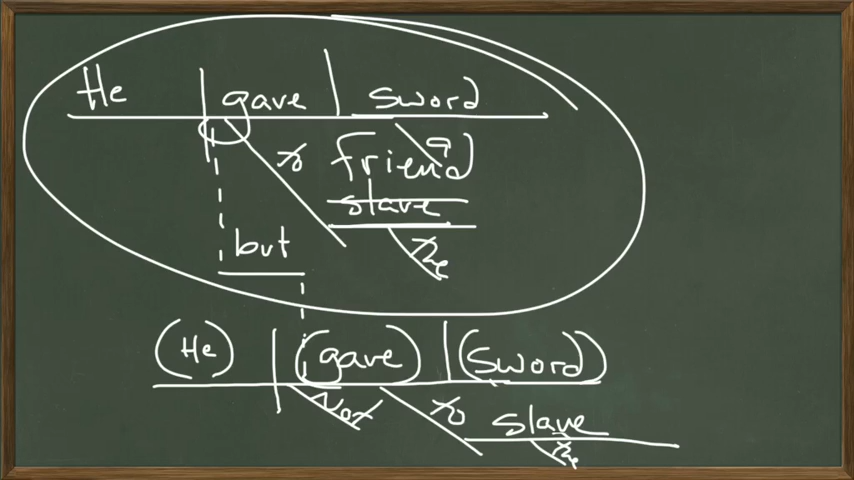 He gave sword
a
to friend
slave
the
but
(He) (gave) (sword)
Not to slave
the